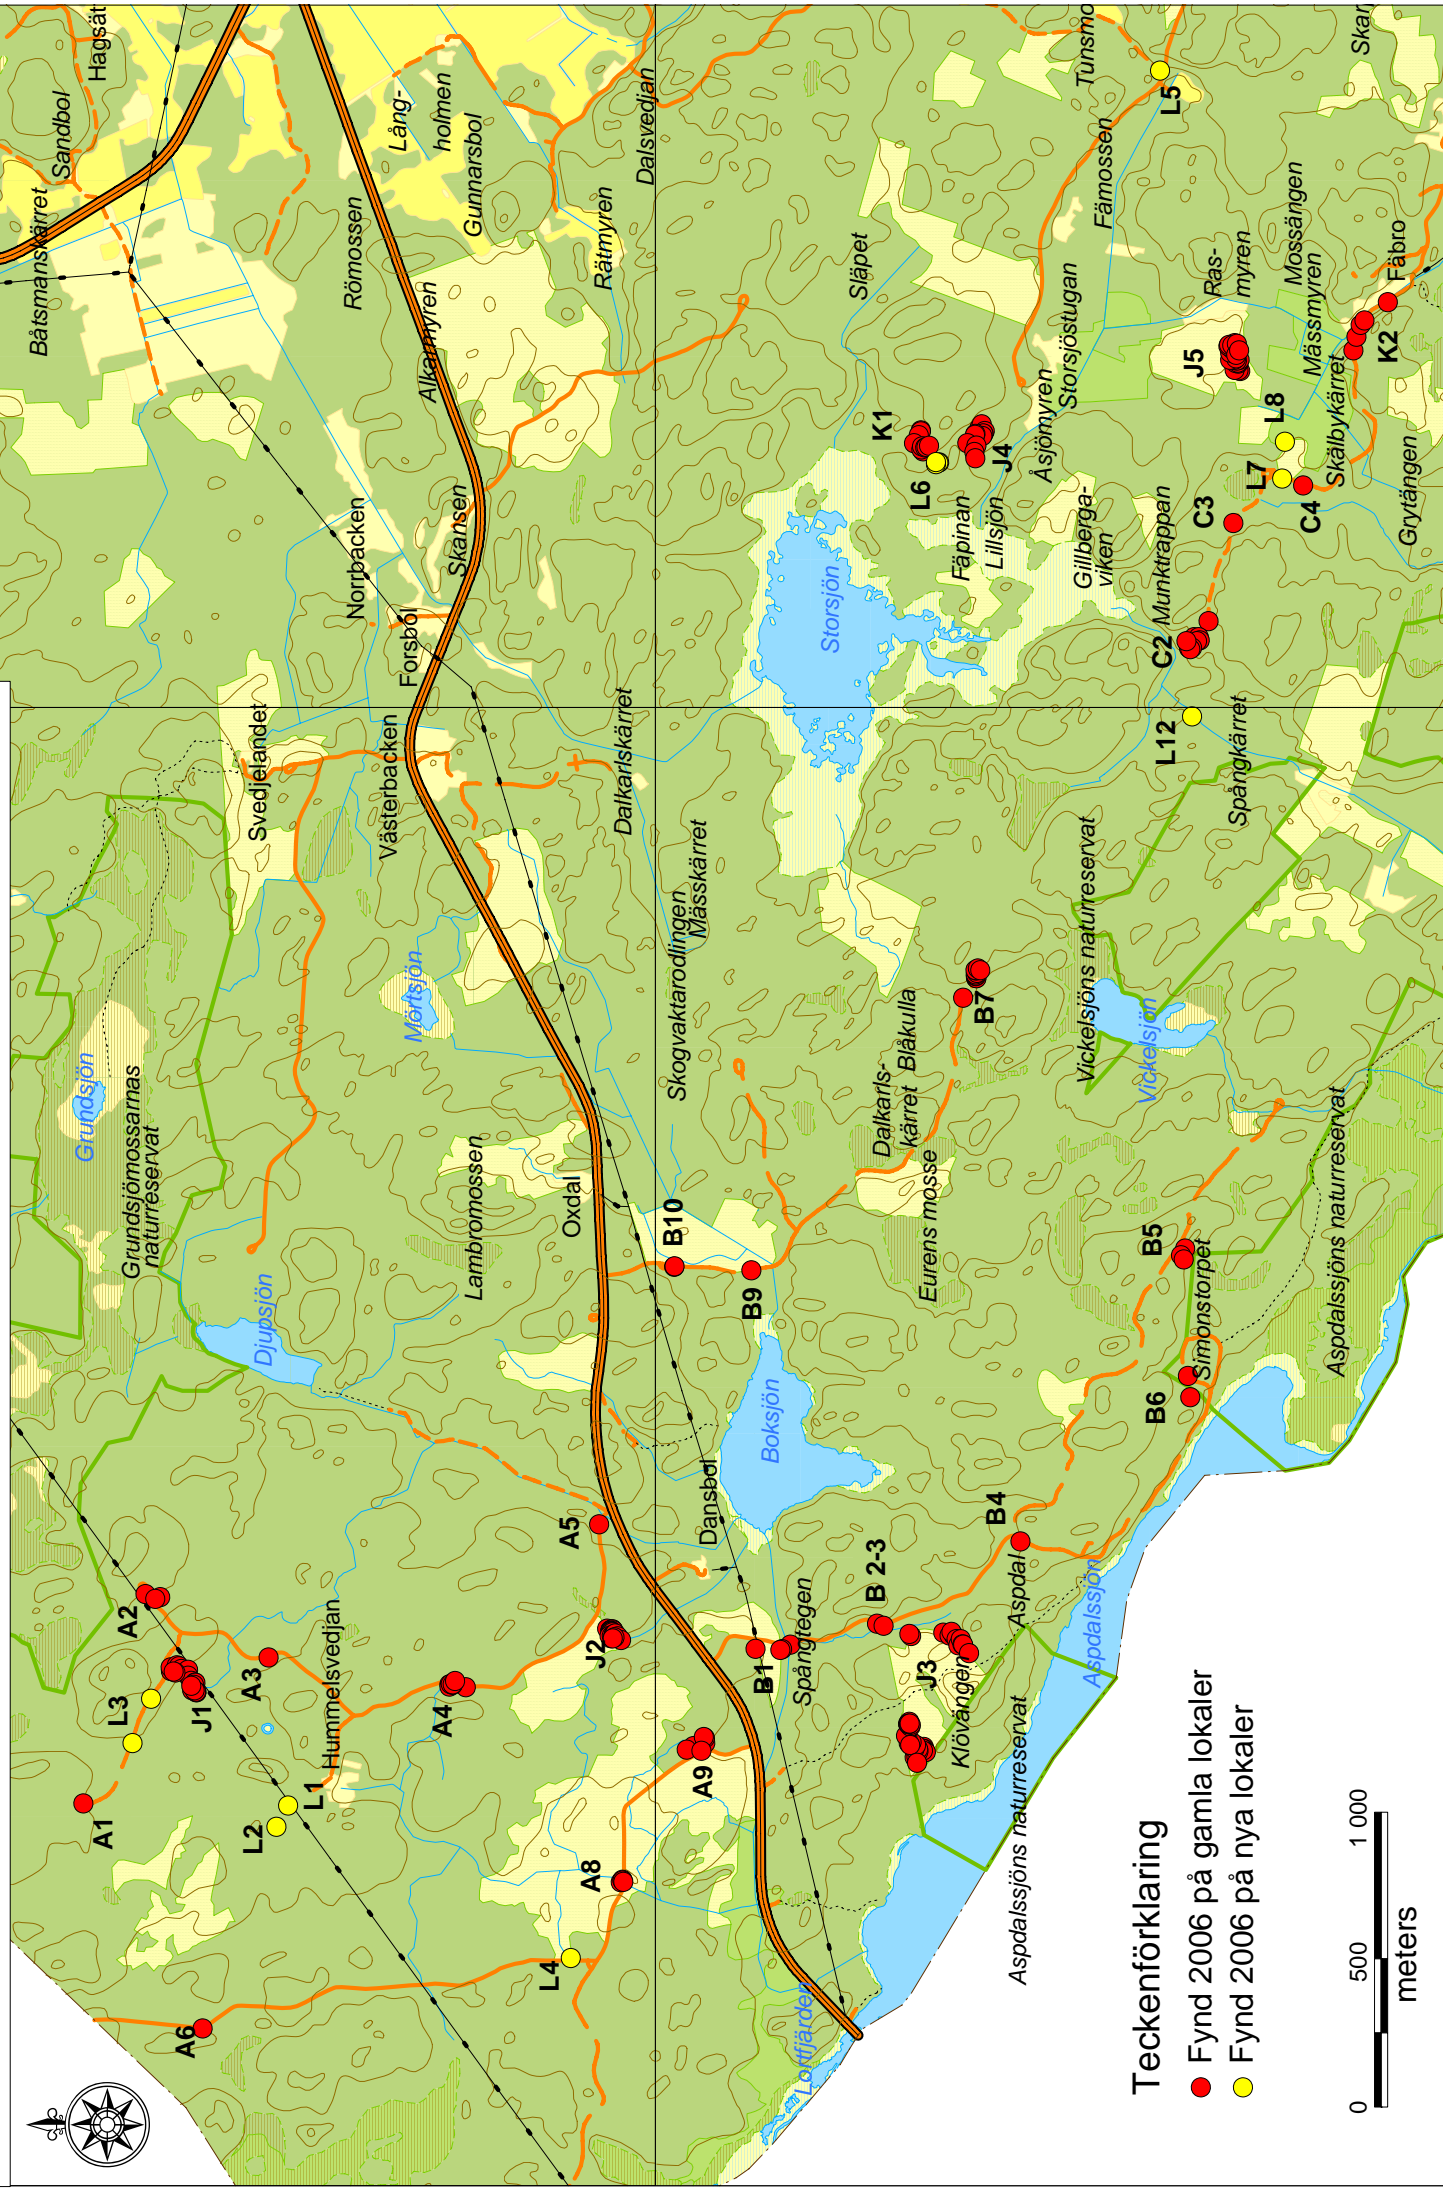 Båtsmanskärret
Sandbol
Hagsät
Römossen
Lång-
holmen
Gunnarsbol
Alkarmyren
Rätmyren
Dalsvedjan
Norrbacken
Skansen
Forsbol
Svedjelandet
Västerbacken
Dalkarlskärret
Grundsjön
Grundsjömossarnas
naturreservat
Mörtsjön
Skogvaktarodlingen
Mässkärret
Djupsjön
Lambromossen
Oxdal
Släpet
Fämossen
Tunsmo
L5
Skar
Ras-
myren
J5
Mossängen
Mässmyren
Fäbro
K2
Skälbykärret
L8
L7
C4
C3
Grytängen
Storsjöstugan
Åsjömyren
K1
J4
L6
Fäpinan
Lillsjön
Gillberga-
viken
Munktrappan
C2
L12
Spångkärret
Storsjön
Vickelsjöns naturreservat
Vickelsjön
B7
Blåkulla
Dalkarls-
kärret
Eurens mosse
B10
B9
B5
Simonstorpet
B6
Aspdalssjöns naturreservat
Boksjön
Dansbol
A5
A2
A3
L3
J1
A1
L2
L1
Hummelsvedjan
A4
J2
A9
A8
L4
A6
B1
Spångtegen
B 2-3
B4
Aspdal
J3
Klövängen
Aspdalssjön
Aspdalssjöns naturreservat
Lortfjärden
Teckenförklaring
Fynd 2006 på gamla lokaler
Fynd 2006 på nya lokaler
0 500 1 000
meters